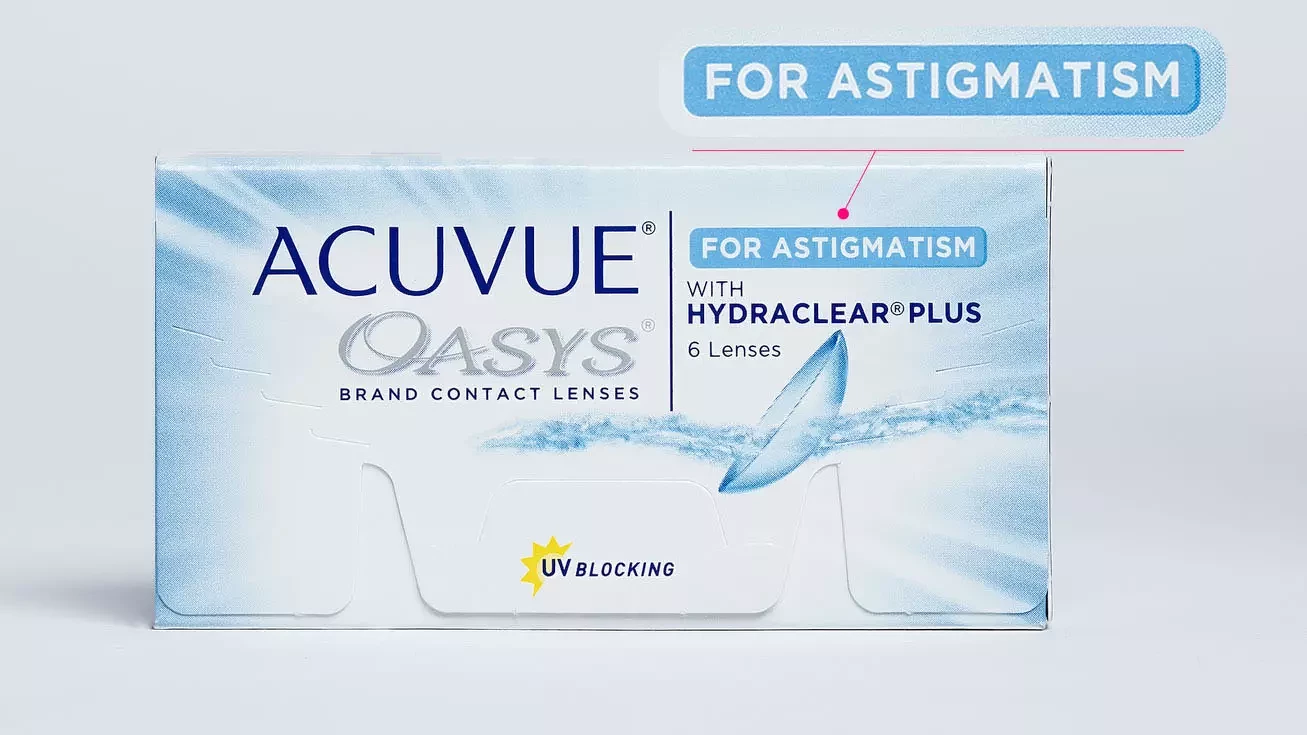 FOR ASTIGMATISM
ACUVUE®
OASYS®
BRAND CONTACT LENSES
FOR ASTIGMATISM
WITH
HYDRACLEAR® PLUS
6 Lenses
UV BLOCKING